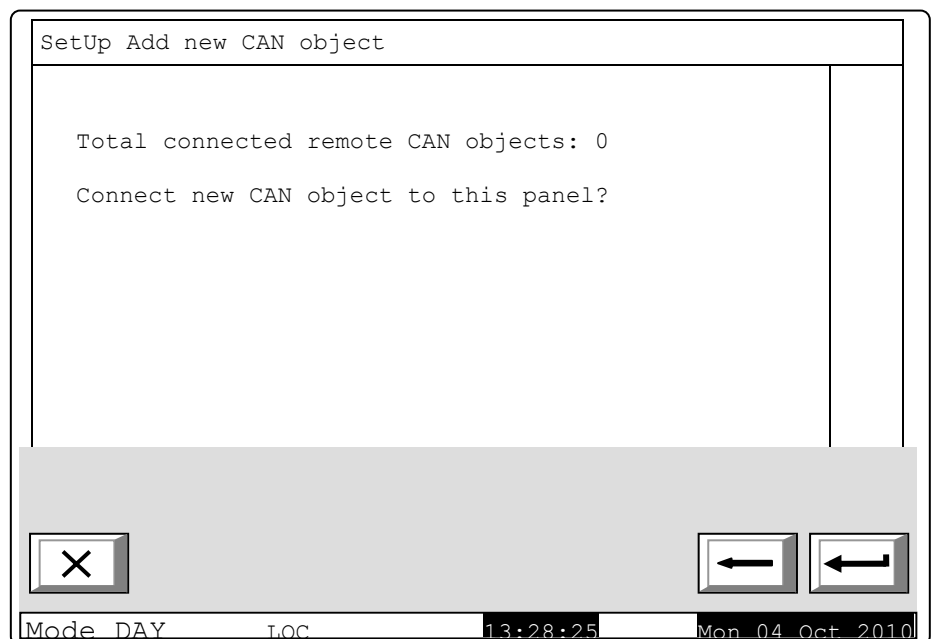 SetUp Add new CAN object
Total connected remote CAN objects: 0
Connect new CAN object to this panel?
Mode DAY LOC 13:28:25 Mon 04 Oct 2010